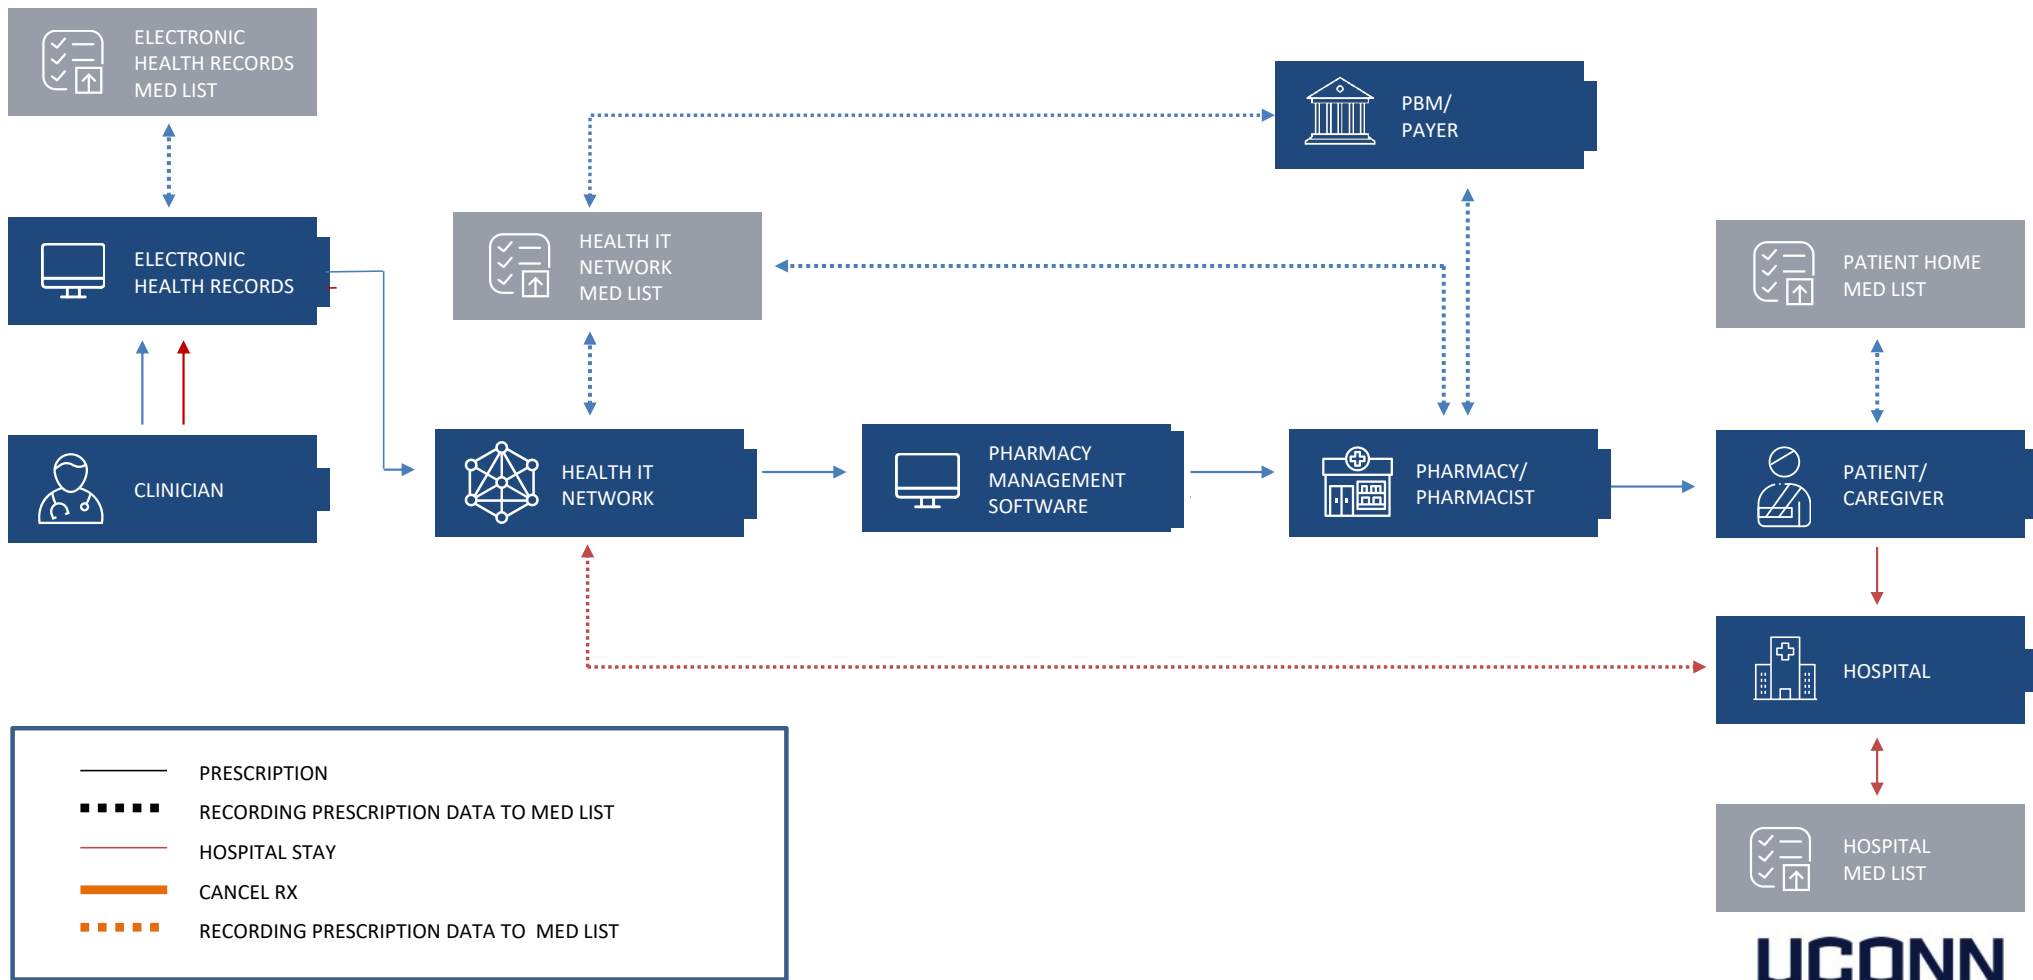 ELECTRONIC
HEALTH RECORDS
MED LIST
PBM/
PAYER
ELECTRONIC
HEALTH RECORDS
HEALTH IT
NETWORK
MED LIST
PATIENT HOME
MED LIST
CLINICIAN
HEALTH IT
NETWORK
PHARMACY
MANAGEMENT
SOFTWARE
PHARMACY/
PHARMACIST
PATIENT/
CAREGIVER
HOSPITAL
HOSPITAL
MED LIST
PRESCRIPTION
RECORDING PRESCRIPTION DATA TO MED LIST
HOSPITAL STAY
CANCEL RX
RECORDING PRESCRIPTION DATA TO MED LIST
UCONN